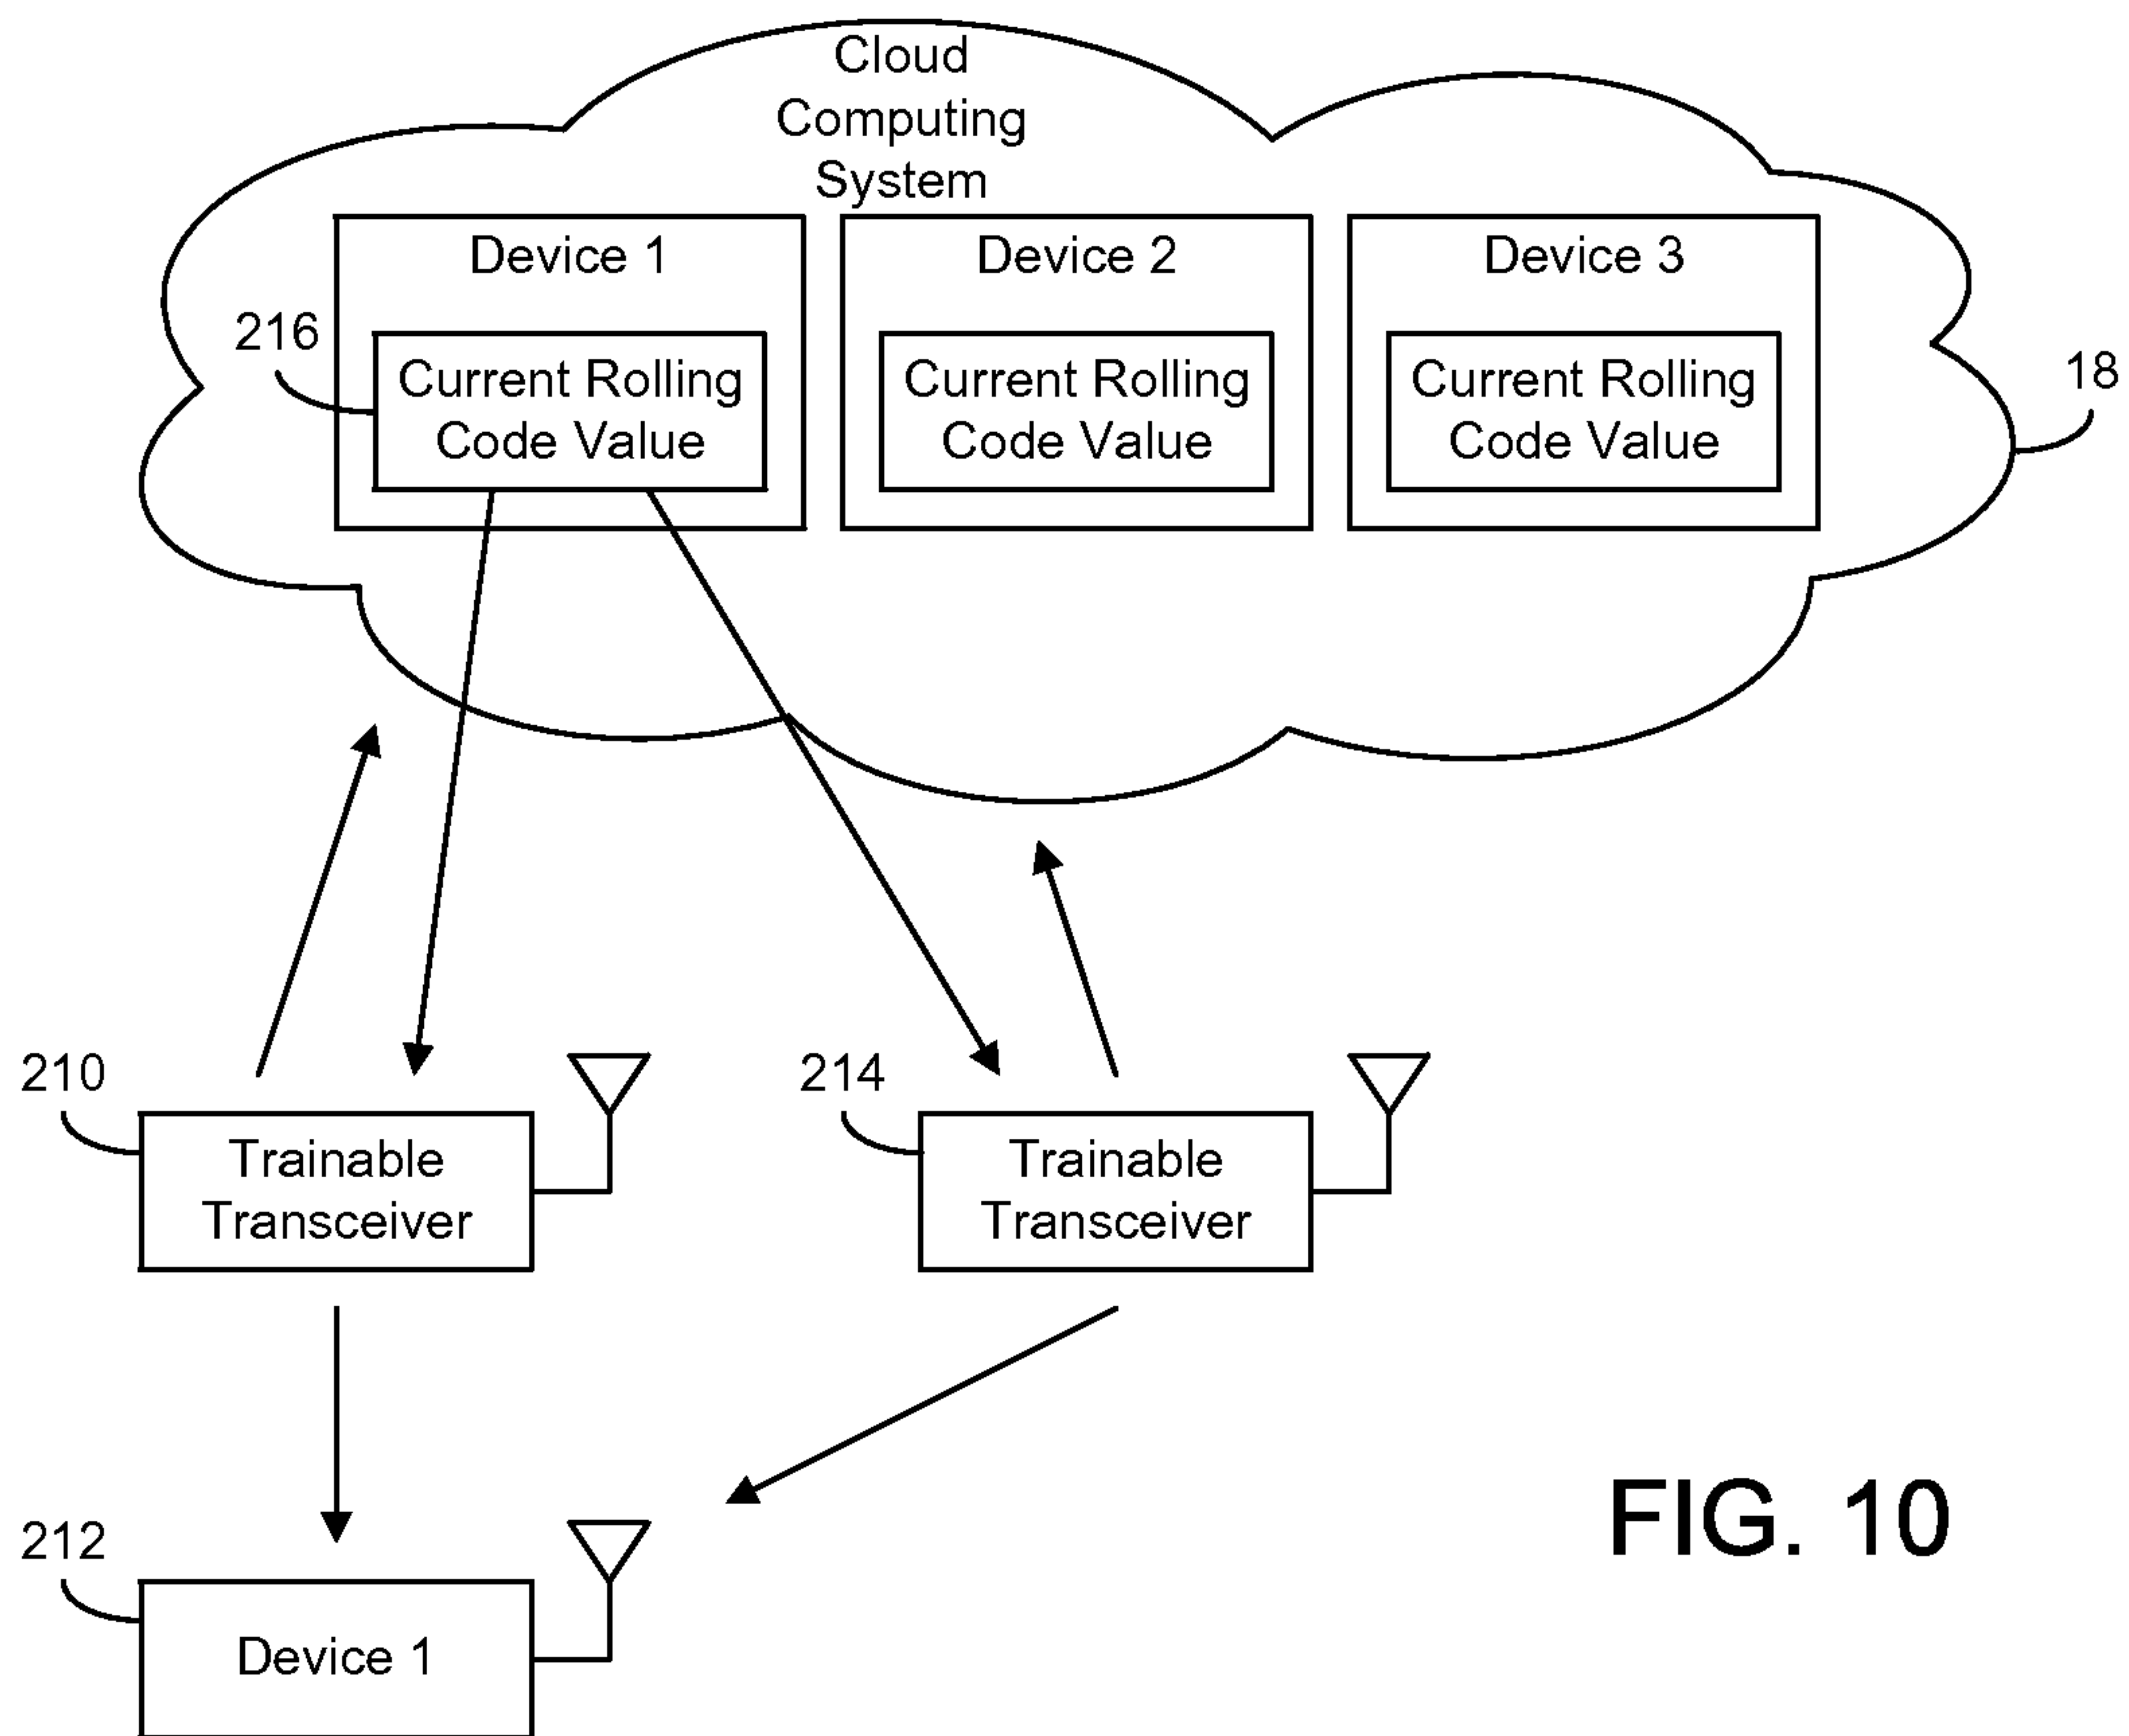 Cloud
Computing
System
Device 1
Device 2
Device 3
216
Current Rolling
Code Value
Current Rolling
Code Value
Current Rolling
Code Value
18
210
Trainable
Transceiver
214
Trainable
Transceiver
212
Device 1
FIG. 10